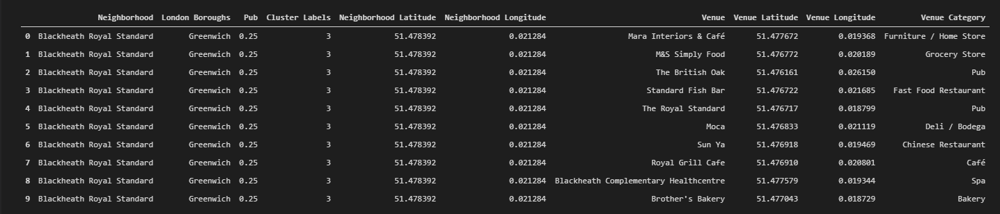 Neighborhood London Boroughs Pub Cluster Labels Neighborhood Latitude Neighborhood Longitude Venue Venue Latitude Venue Longitude Venue Category
0 Blackheath Royal Standard Greenwich 0.25 3 51.478392 0.021284 Mara Interiors & Café 51.477672 0.019368 Furniture / Home Store
1 Blackheath Royal Standard Greenwich 0.25 3 51.478392 0.021284 M&S Simply Food 51.476772 0.020189 Grocery Store
2 Blackheath Royal Standard Greenwich 0.25 3 51.478392 0.021284 The British Oak 51.476161 0.026150 Pub
3 Blackheath Royal Standard Greenwich 0.25 3 51.478392 0.021284 Standard Fish Bar 51.476722 0.021685 Fast Food Restaurant
4 Blackheath Royal Standard Greenwich 0.25 3 51.478392 0.021284 The Royal Standard 51.476717 0.018799 Pub
5 Blackheath Royal Standard Greenwich 0.25 3 51.478392 0.021284 Moca 51.476833 0.021119 Deli / Bodega
6 Blackheath Royal Standard Greenwich 0.25 3 51.478392 0.021284 Sun Ya 51.476918 0.019469 Chinese Restaurant
7 Blackheath Royal Standard Greenwich 0.25 3 51.478392 0.021284 Royal Grill Cafe 51.476910 0.020801 Café
8 Blackheath Royal Standard Greenwich 0.25 3 51.478392 0.021284 Blackheath Complementary Healthcentre 51.477579 0.019344 Spa
9 Blackheath Royal Standard Greenwich 0.25 3 51.478392 0.021284 Brother's Bakery 51.477043 0.018729 Bakery